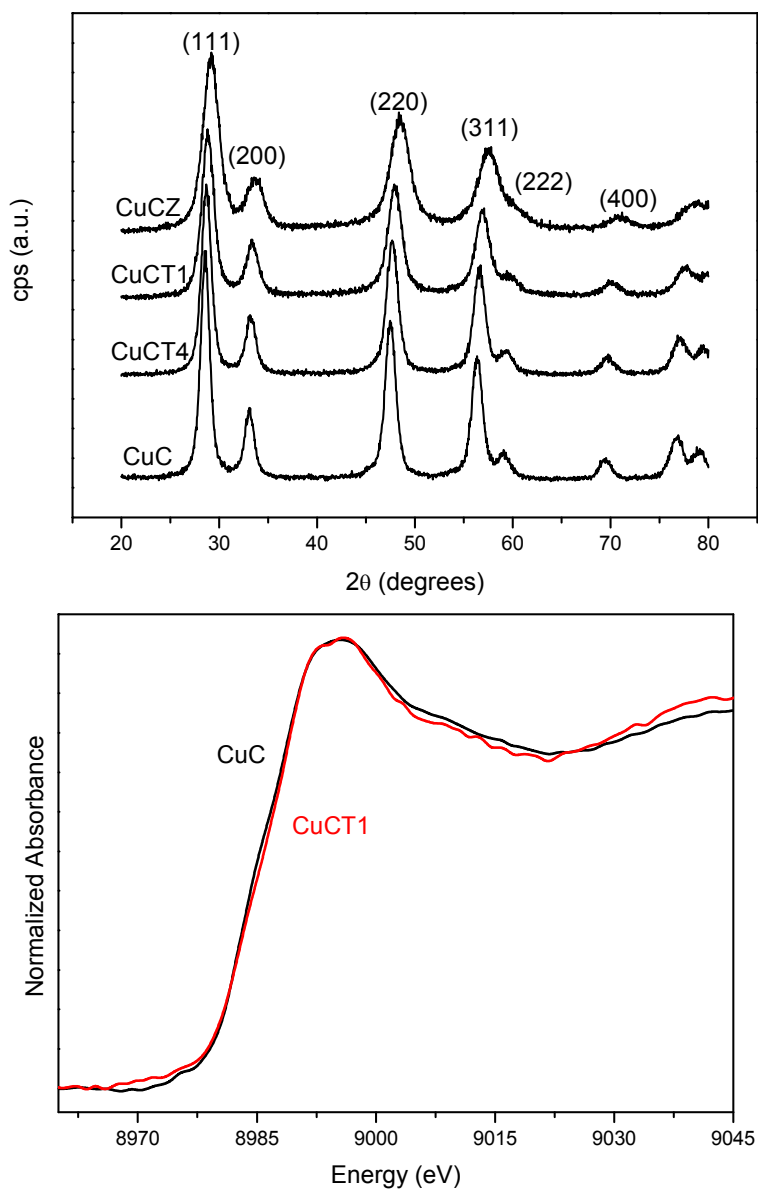 (111)
(200)
(220)
(311)
(222)
(400)
CuCZ
CuCT1
CuCT4
CuC
cps (a.u.)
20 30 40 50 60 70 80
2θ (degrees)
CuC
CuCT1
Normalized Absorbance
8970 8985 9000 9015 9030 9045
Energy (eV)